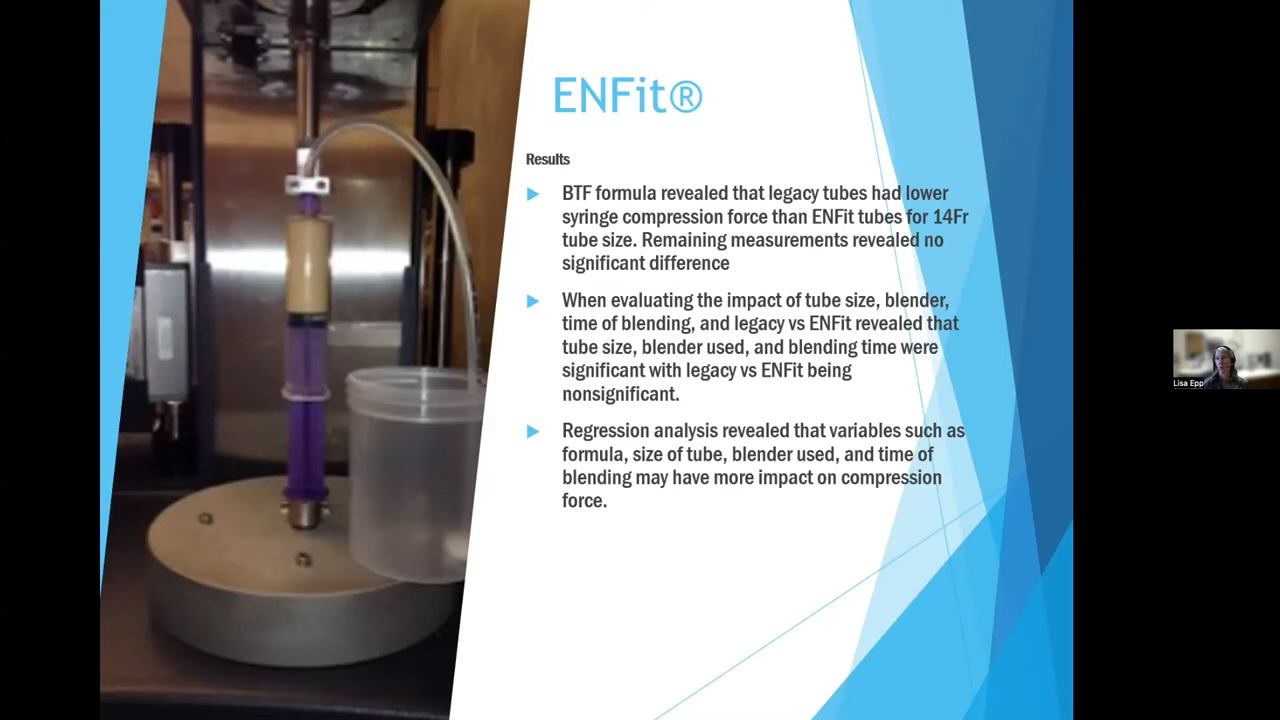 ENFit®
Results
BTF formula revealed that legacy tubes had lower
syringe compression force than ENFit tubes for 14Fr
tube size. Remaining measurements revealed no
significant difference
When evaluating the impact of tube size, blender,
time of blending, and legacy vs ENFit revealed that
tube size, blender used, and blending time were
significant with legacy vs ENFit being
nonsignificant.
Regression analysis revealed that variables such as
formula, size of tube, blender used, and time of
blending may have more impact on compression
force.
Lisa Epp